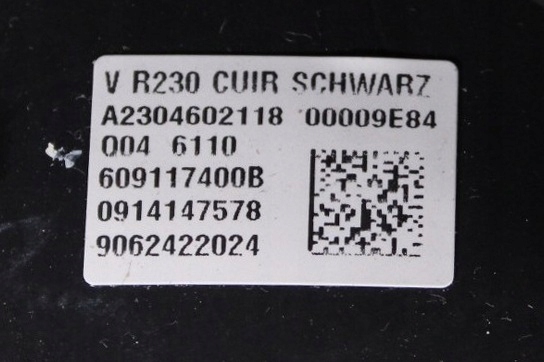 V R230 CUIR SCHWARZ
A2304602118 00009E84
004 6110
609117400B
0914147578
9062422024